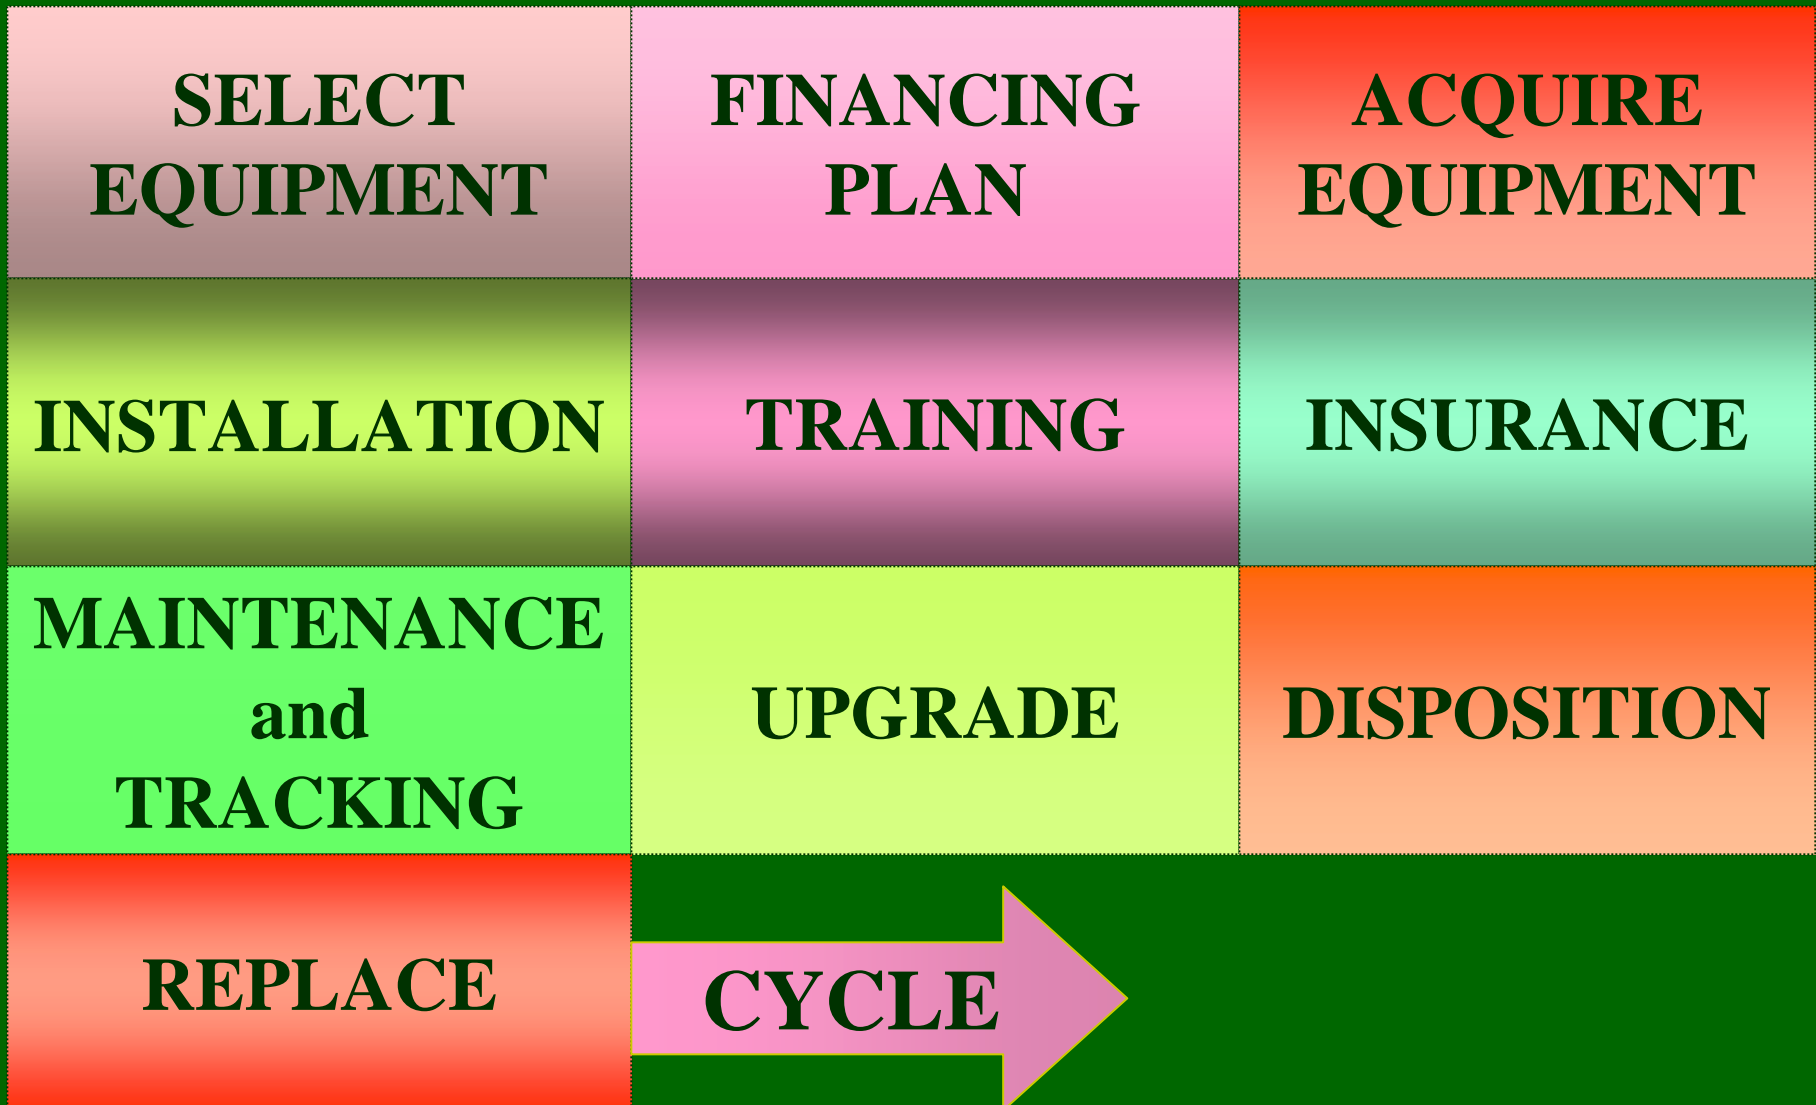 SELECT
EQUIPMENT
FINANCING
PLAN
ACQUIRE
EQUIPMENT
INSTALLATION
TRAINING
INSURANCE
MAINTENANCE
and
TRACKING
UPGRADE
DISPOSITION
REPLACE
CYCLE